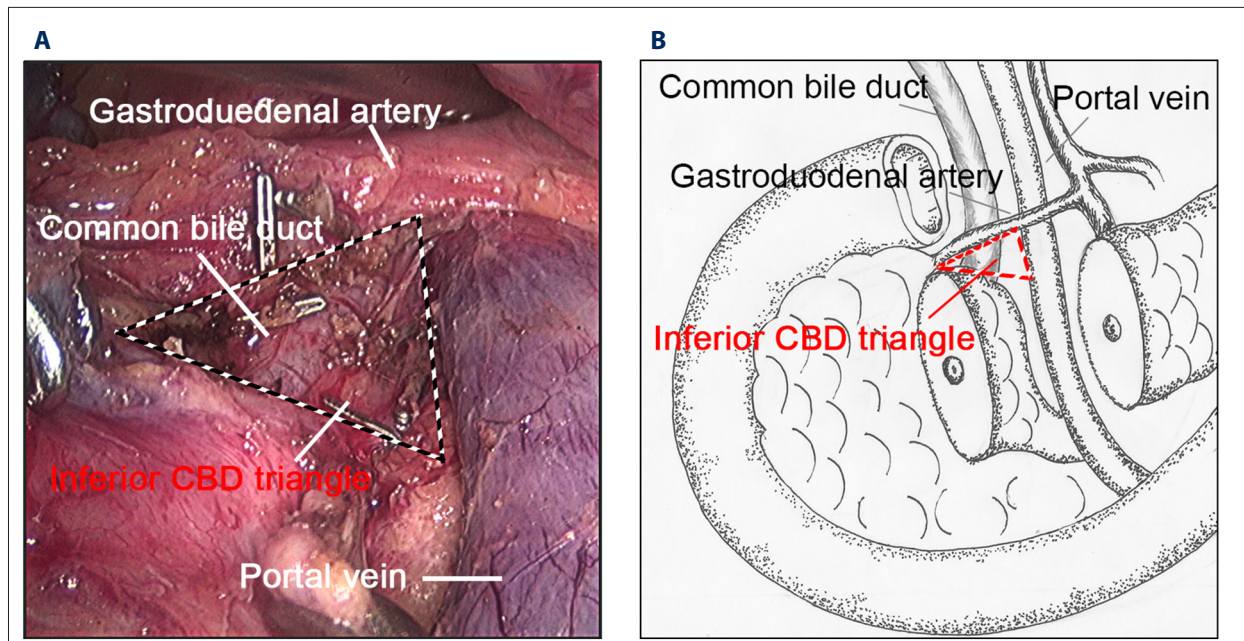 A
Gastroduedenal artery
Common bile duct
Inferior CBD triangle
Portal vein
B
Common bile duct
Portal vein
Gastroduodenal artery
Inferior CBD triangle